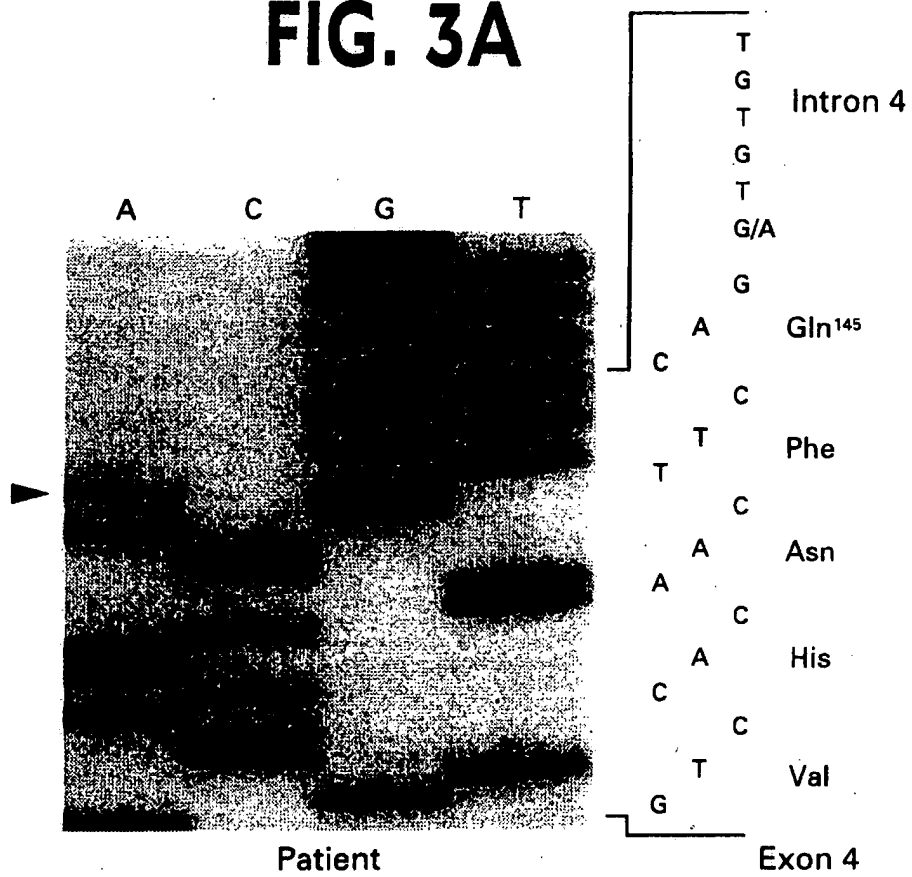 FIG. 3A
T
G
Intron 4
T
G
T
A C G T
G/A
G
A Gln¹⁴⁵
C
C
T Phe
T
C
A Asn
A
C
A His
C
C
T Val
G
Patient Exon 4